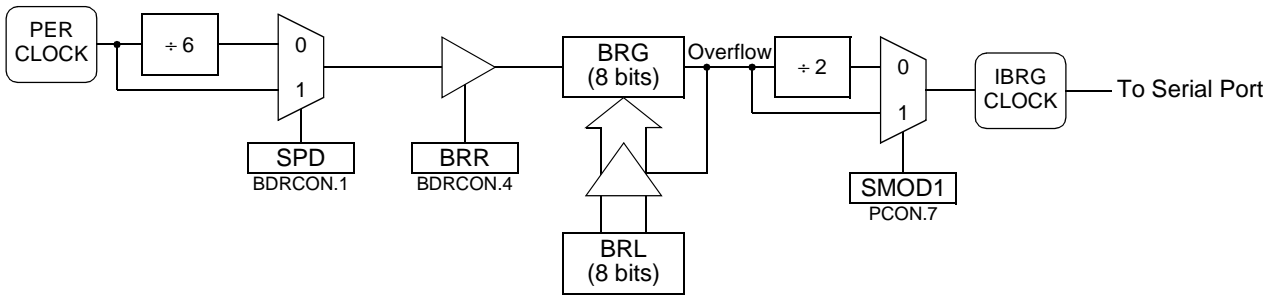 PER
CLOCK
÷ 6
0
1
SPD
BDRCON.1
BRR
BDRCON.4
BRG
(8 bits)
Overflow
BRL
(8 bits)
÷ 2
0
1
SMOD1
PCON.7
IBRG
CLOCK
To Serial Port